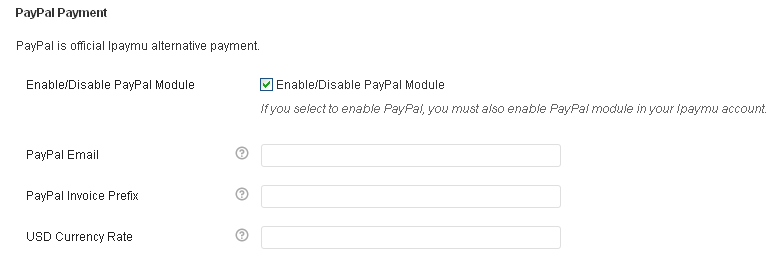 PayPal Payment
PayPal is official Ipaymu alternative payment.
Enable/Disable PayPal Module Enable/Disable PayPal Module
If you select to enable PayPal, you must also enable PayPal module in your Ipaymu account.
PayPal Email ?
PayPal Invoice Prefix ?
USD Currency Rate ?